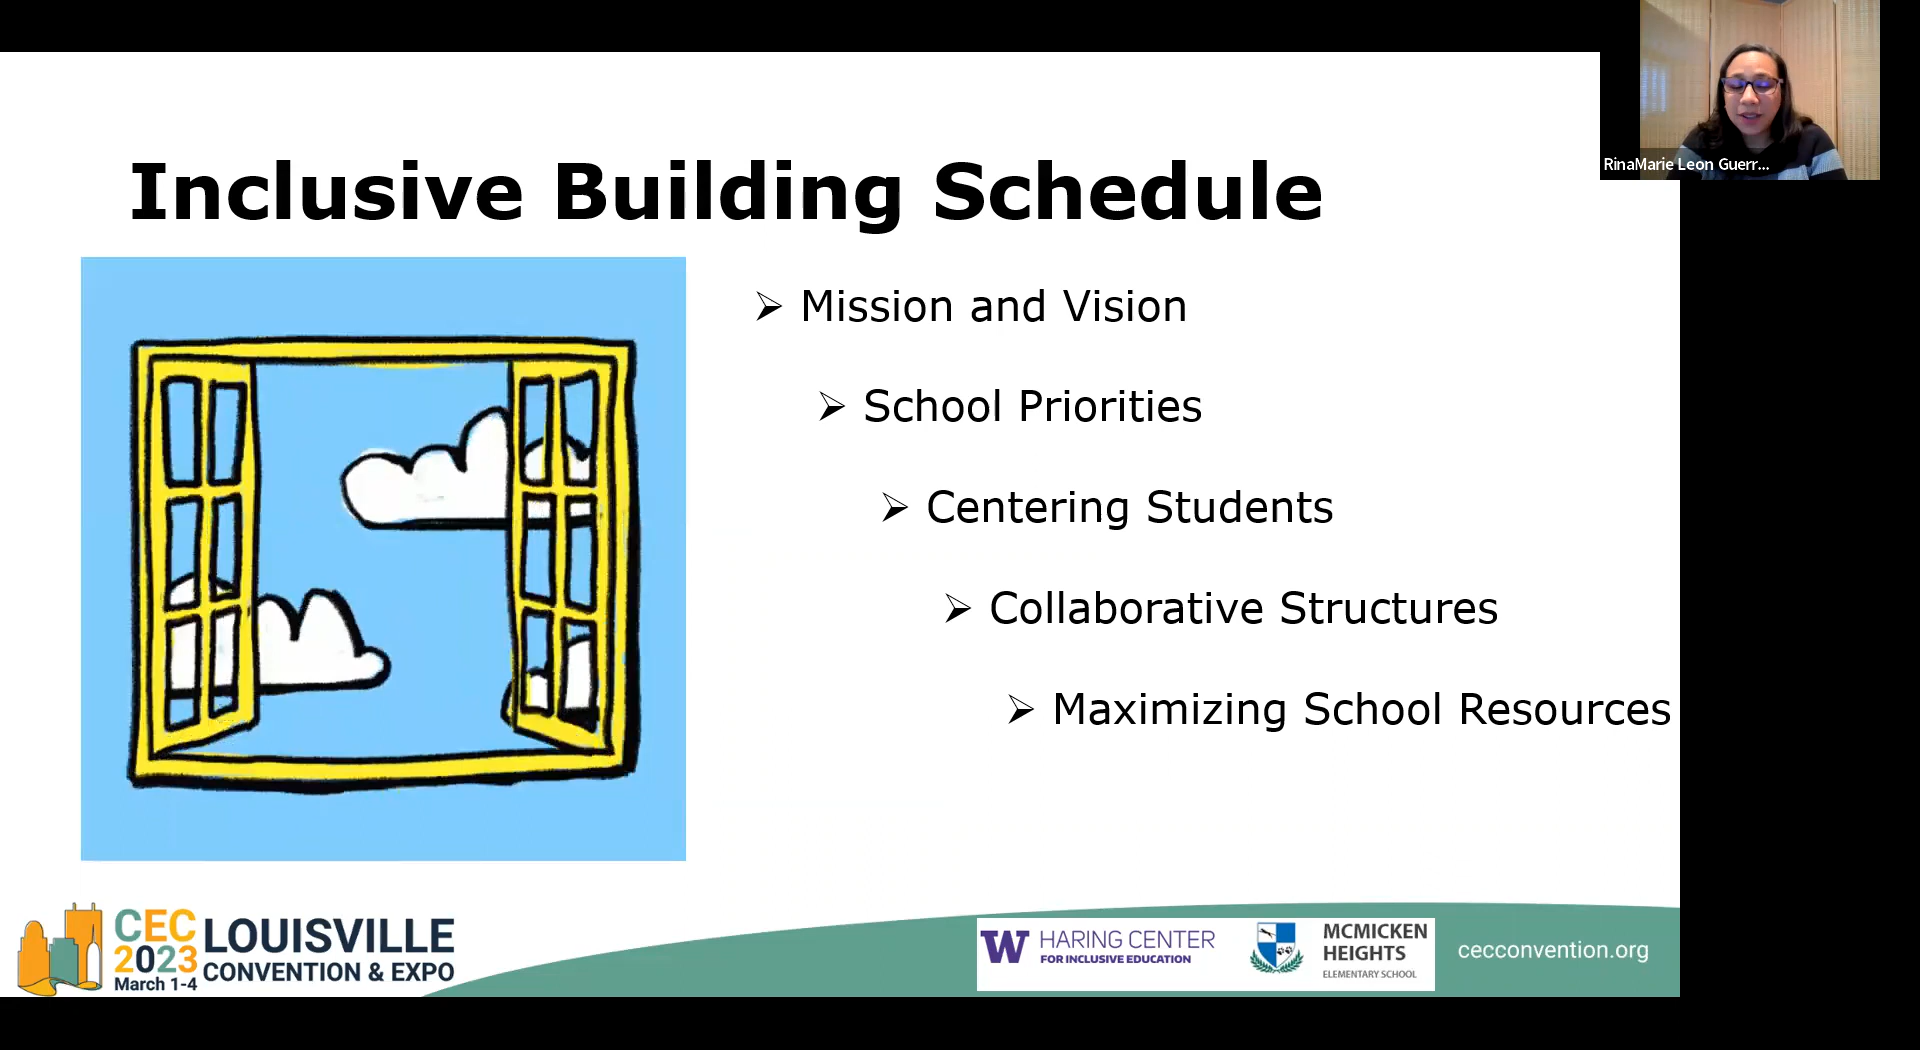 RinaMarie Leon Guerr...
Inclusive Building Schedule
➢ Mission and Vision
➢ School Priorities
➢ Centering Students
➢ Collaborative Structures
➢ Maximizing School Resources
CEC
2023
March 1-4
LOUISVILLE
CONVENTION & EXPO
W HARING CENTER
FOR INCLUSIVE EDUCATION
MCMICKEN
HEIGHTS
ELEMENTARY SCHOOL
cecconvention.org